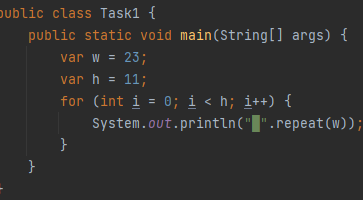 public class Task1 {
public static void main(String[] args) {
var w = 23;
var h = 11;
for (int i = 0; i < h; i++) {
System.out.println(" ".repeat(w));
}
}
}